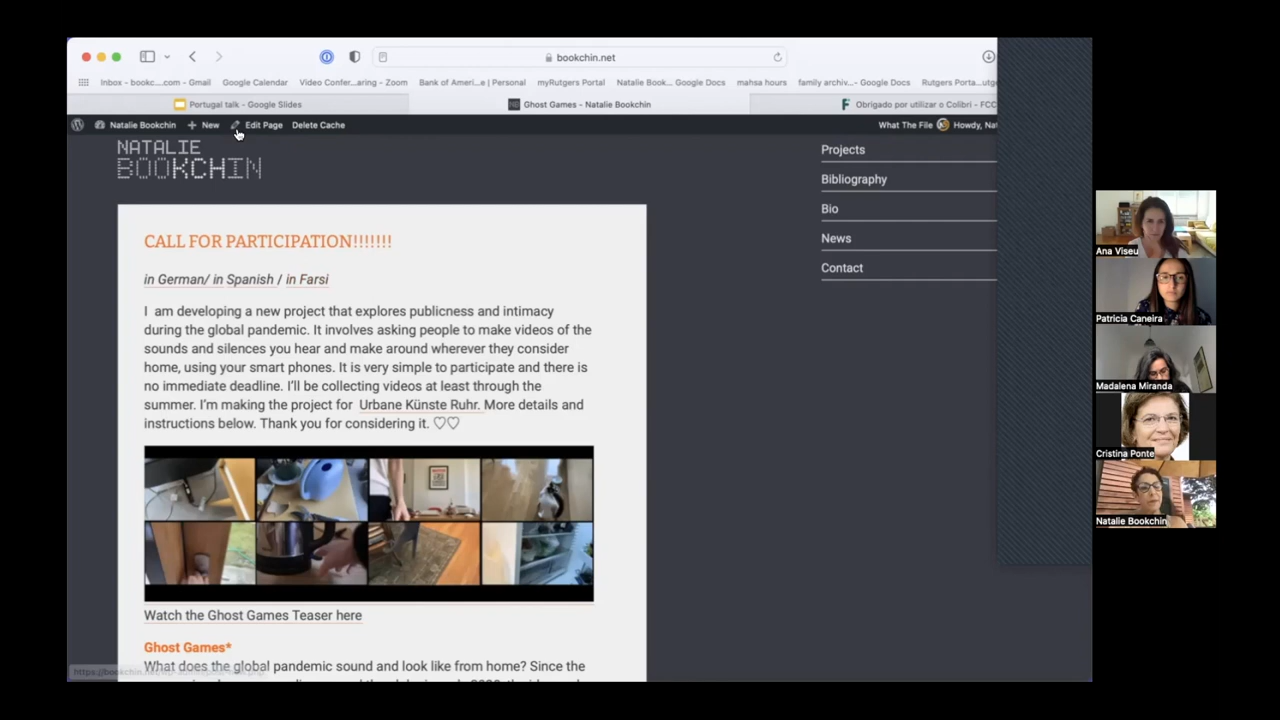 bookchin.net
Inbox - bookc....com - Gmail Google Calendar Video Confer...aring - Zoom Bank of Ameri...e | Personal myRutgers Portal Natalie Book... Google Docs mahsa hours family archiv...- Google Docs Rutgers Porta...utg
Portugal talk - Google Slides Ghost Games - Natalie Bookchin Obrigado por utilizar o Colibri - FCC
Natalie Bookchin + New Edit Page Delete Cache What The File Howdy, Nat
NATALIE
BOOKCHIN
Projects
Bibliography
Bio
News
Contact
CALL FOR PARTICIPATION!!!!!!!
in German/ in Spanish / in Farsi
I am developing a new project that explores publicness and intimacy
during the global pandemic. It involves asking people to make videos of the
sounds and silences you hear and make around wherever they consider
home, using your smart phones. It is very simple to participate and there is
no immediate deadline. I'll be collecting videos at least through the
summer. I'm making the project for Urbane Künste Ruhr. More details and
instructions below. Thank you for considering it. ♡♡
Watch the Ghost Games Teaser here
Ghost Games*
What does the global pandemic sound and look like from home? Since the
Ana Viseu
Patricia Caneira
Madalena Miranda
Cristina Ponte
Natalie Bookchin